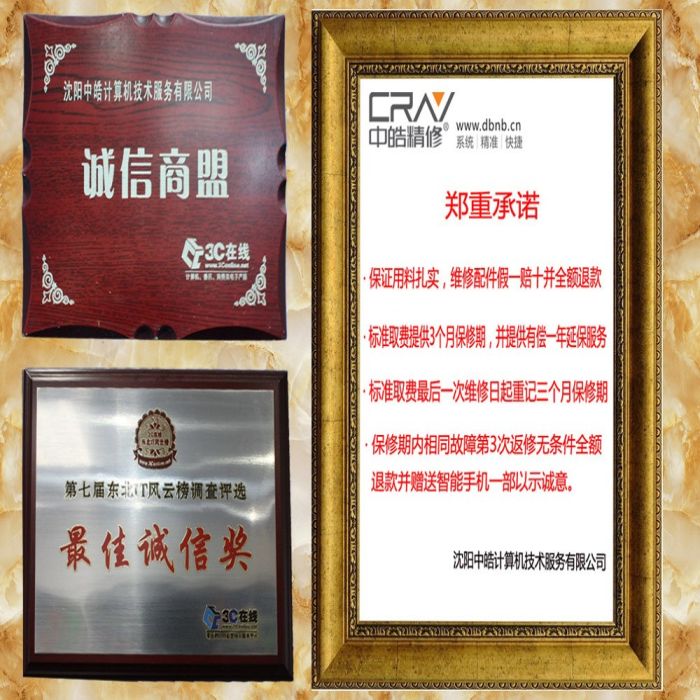 沈阳中皓计算机技术服务有限公司
诚信商盟
3C在线
www.3Conline.net
第七届东北IT风云榜调查评选
最佳诚信奖
3C在线
CRAY
中皓精修®
www.dbnb.cn
系统|精准|快捷
郑重承诺
·保证用料扎实，维修配件假一赔十并全额退款
·标准取费提供3个月保修期，并提供有偿一年延保服务
·标准取费最后一次维修日起重记三个月保修期
·保修期内相同故障第3次返修无条件全额
退款并赠送智能手机一部以示诚意。
沈阳中皓计算机技术服务有限公司